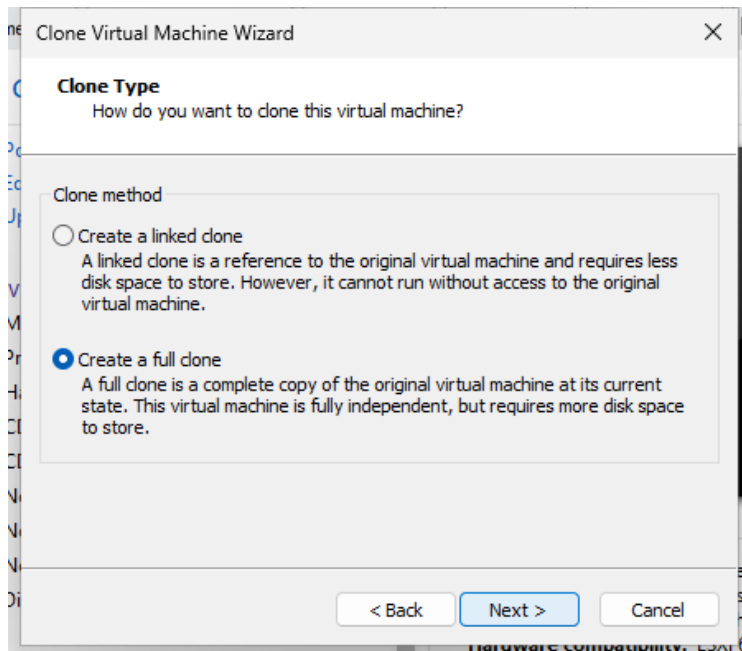 Clone Virtual Machine Wizard
Clone Type
How do you want to clone this virtual machine?
Clone method
Create a linked clone
A linked clone is a reference to the original virtual machine and requires less
disk space to store. However, it cannot run without access to the original
virtual machine.
Create a full clone
A full clone is a complete copy of the original virtual machine at its current
state. This virtual machine is fully independent, but requires more disk space
to store.
< Back
Next >
Cancel